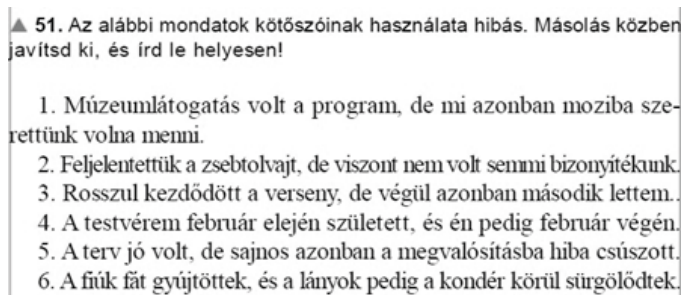 ▲ 51. Az alábbi mondatok kötőszóinak használata hibás. Másolás közben
javítsd ki, és írd le helyesen!
1. Múzeumlátogatás volt a program, de mi azonban moziba sze-
rettünk volna menni.
2. Feljelentettük a zsebtolvajt, de viszont nem volt semmi bizonyítékunk.
3. Rosszul kezdődött a verseny, de végül azonban második lettem..
4. A testvérem február elején született, és én pedig február végén.
5. A terv jó volt, de sajnos azonban a megvalósításba hiba csúszott.
6. A fiúk fát gyújtöttek, és a lányok pedig a kondér körül sürgölődtek.